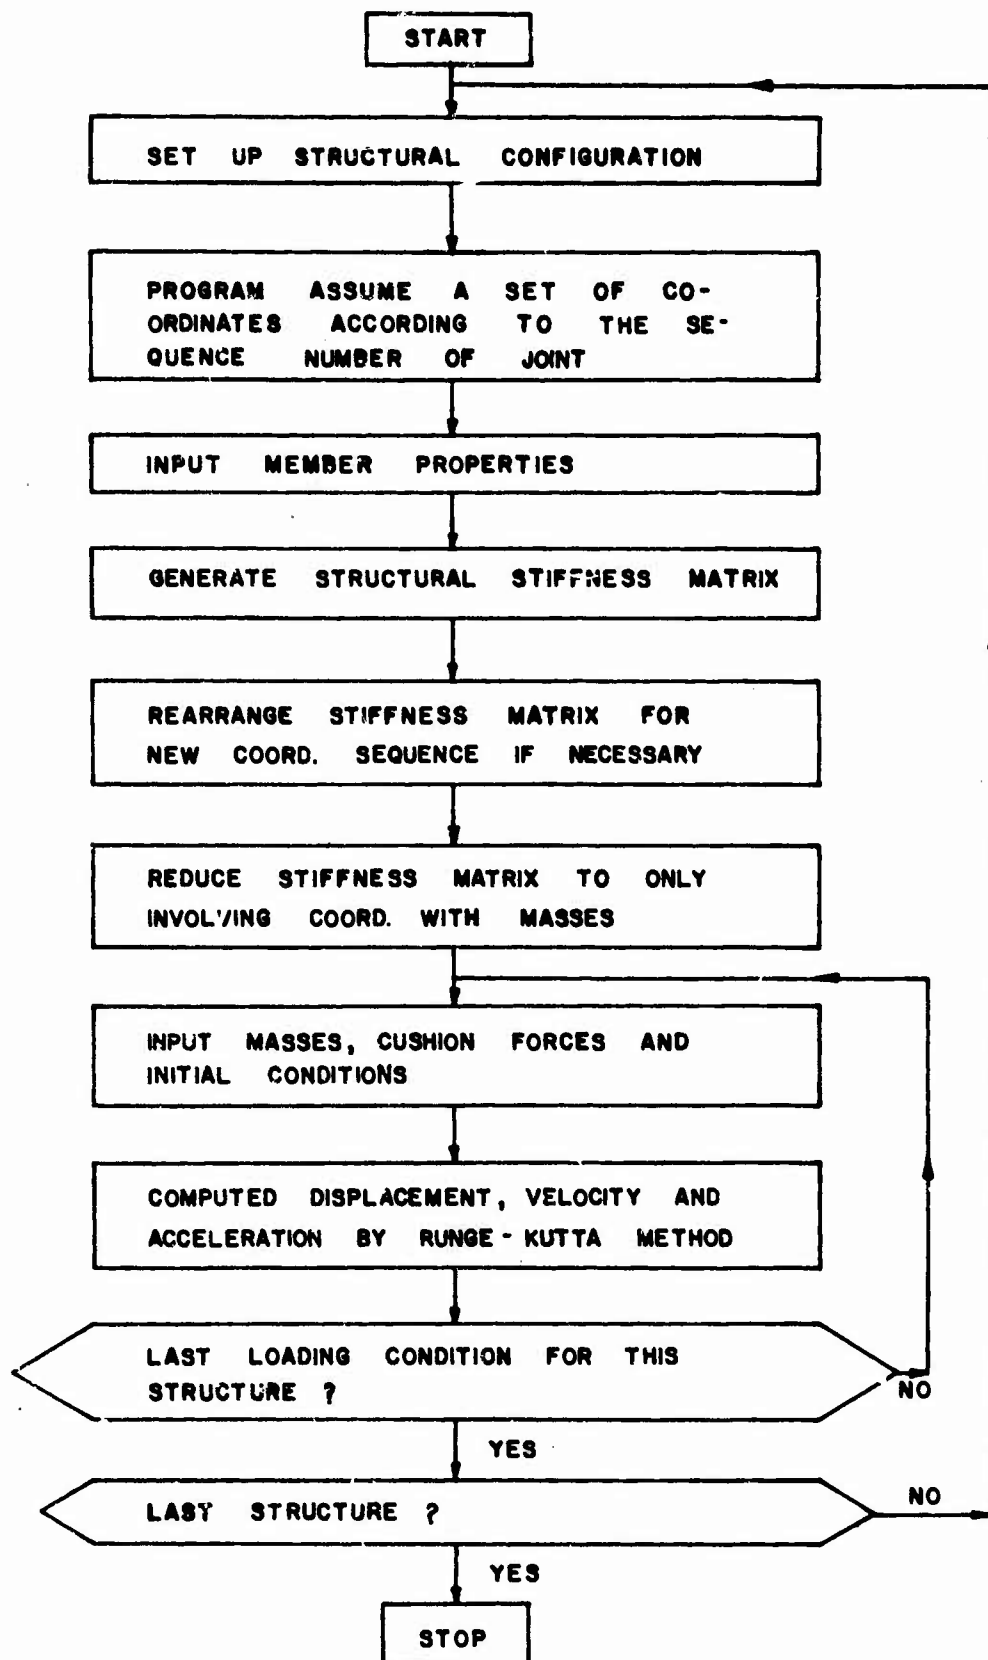 START
SET UP STRUCTURAL CONFIGURATION
PROGRAM ASSUME A SET OF CO-
ORDINATES ACCORDING TO THE SE-
QUENCE NUMBER OF JOINT
INPUT MEMBER PROPERTIES
GENERATE STRUCTURAL STIFFNESS MATRIX
REARRANGE STIFFNESS MATRIX FOR
NEW COORD. SEQUENCE IF NECESSARY
REDUCE STIFFNESS MATRIX TO ONLY
INVOLVING COORD. WITH MASSES
INPUT MASSES, CUSHION FORCES AND
INITIAL CONDITIONS
COMPUTED DISPLACEMENT, VELOCITY AND
ACCELERATION BY RUNGE - KUTTA METHOD
LAST LOADING CONDITION FOR THIS
STRUCTURE ?
NO
YES
LAST STRUCTURE ?
NO
YES
STOP